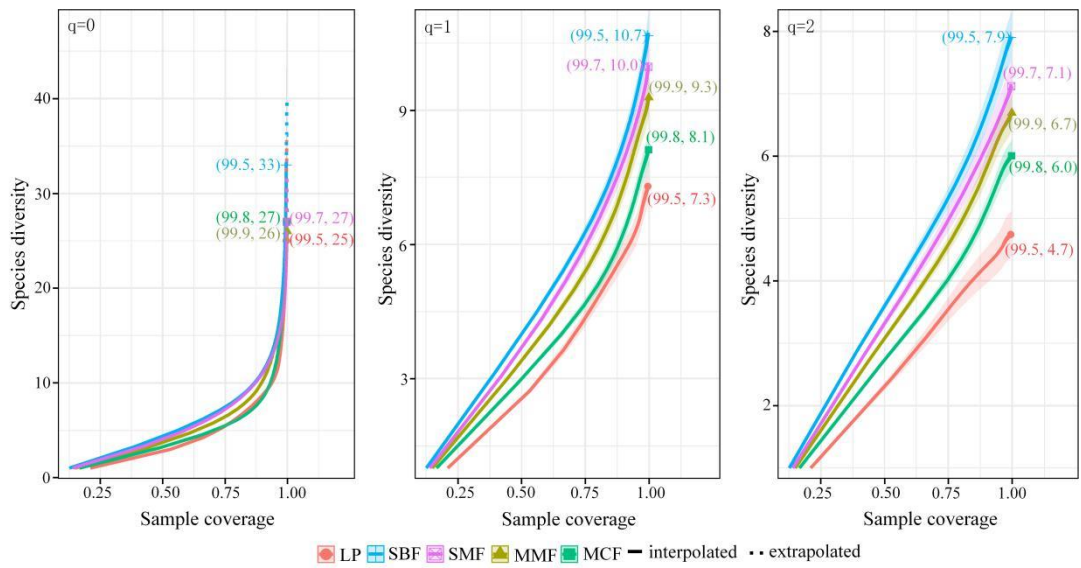 q=0
Species diversity
40
30
20
10
0
(99.5, 33)
(99.8, 27)
(99.7, 27)
(99.9, 26)
(99.5, 25)
0.25 0.50 0.75 1.00
Sample coverage
q=1
Species diversity
9
6
3
(99.5, 10.7)
(99.7, 10.0)
(99.9, 9.3)
(99.8, 8.1)
(99.5, 7.3)
0.25 0.50 0.75 1.00
Sample coverage
q=2
Species diversity
8
6
4
2
(99.5, 7.9)
(99.7, 7.1)
(99.9, 6.7)
(99.8, 6.0)
(99.5, 4.7)
0.25 0.50 0.75 1.00
Sample coverage
LP SBF SMF MMF MCF interpolated extrapolated